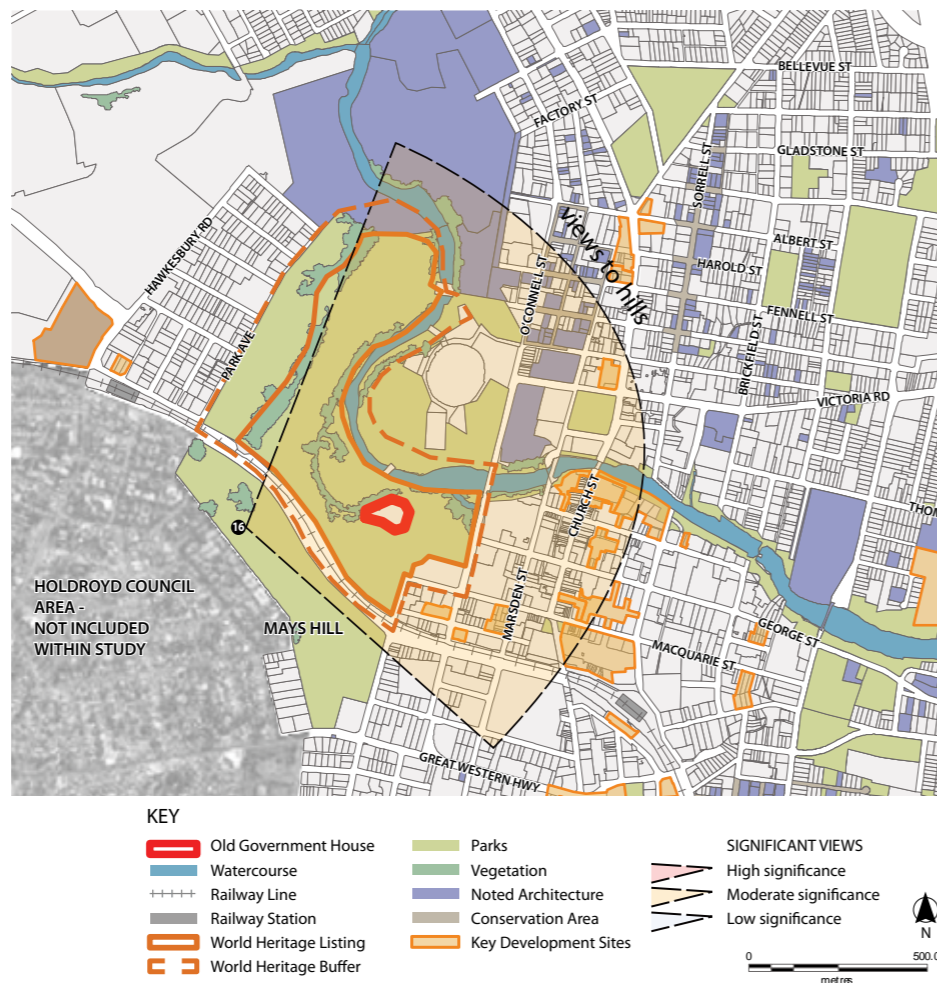 BELLEVUE ST
FACTORY ST
GLADSTONE ST
SORRELL ST
HAWKESBURY RD
views to hills
O'CONNELL ST
ALBERT ST
HAROLD ST
FENNELL ST
PARK AVE
BRICKFIELD ST
VICTORIA RD
CHURCH ST
THOM
16
HOLDROYD COUNCIL
AREA -
NOT INCLUDED
WITHIN STUDY
MAYS HILL
MARSDEN ST
GEORGE ST
MACQUARIE ST
GREAT WESTERN HWY
KEY
Old Government House
Watercourse
Railway Line
Railway Station
World Heritage Listing
World Heritage Buffer
Parks
Vegetation
Noted Architecture
Conservation Area
Key Development Sites
SIGNIFICANT VIEWS
High significance
Moderate significance
Low significance
N
0 500.0
metres